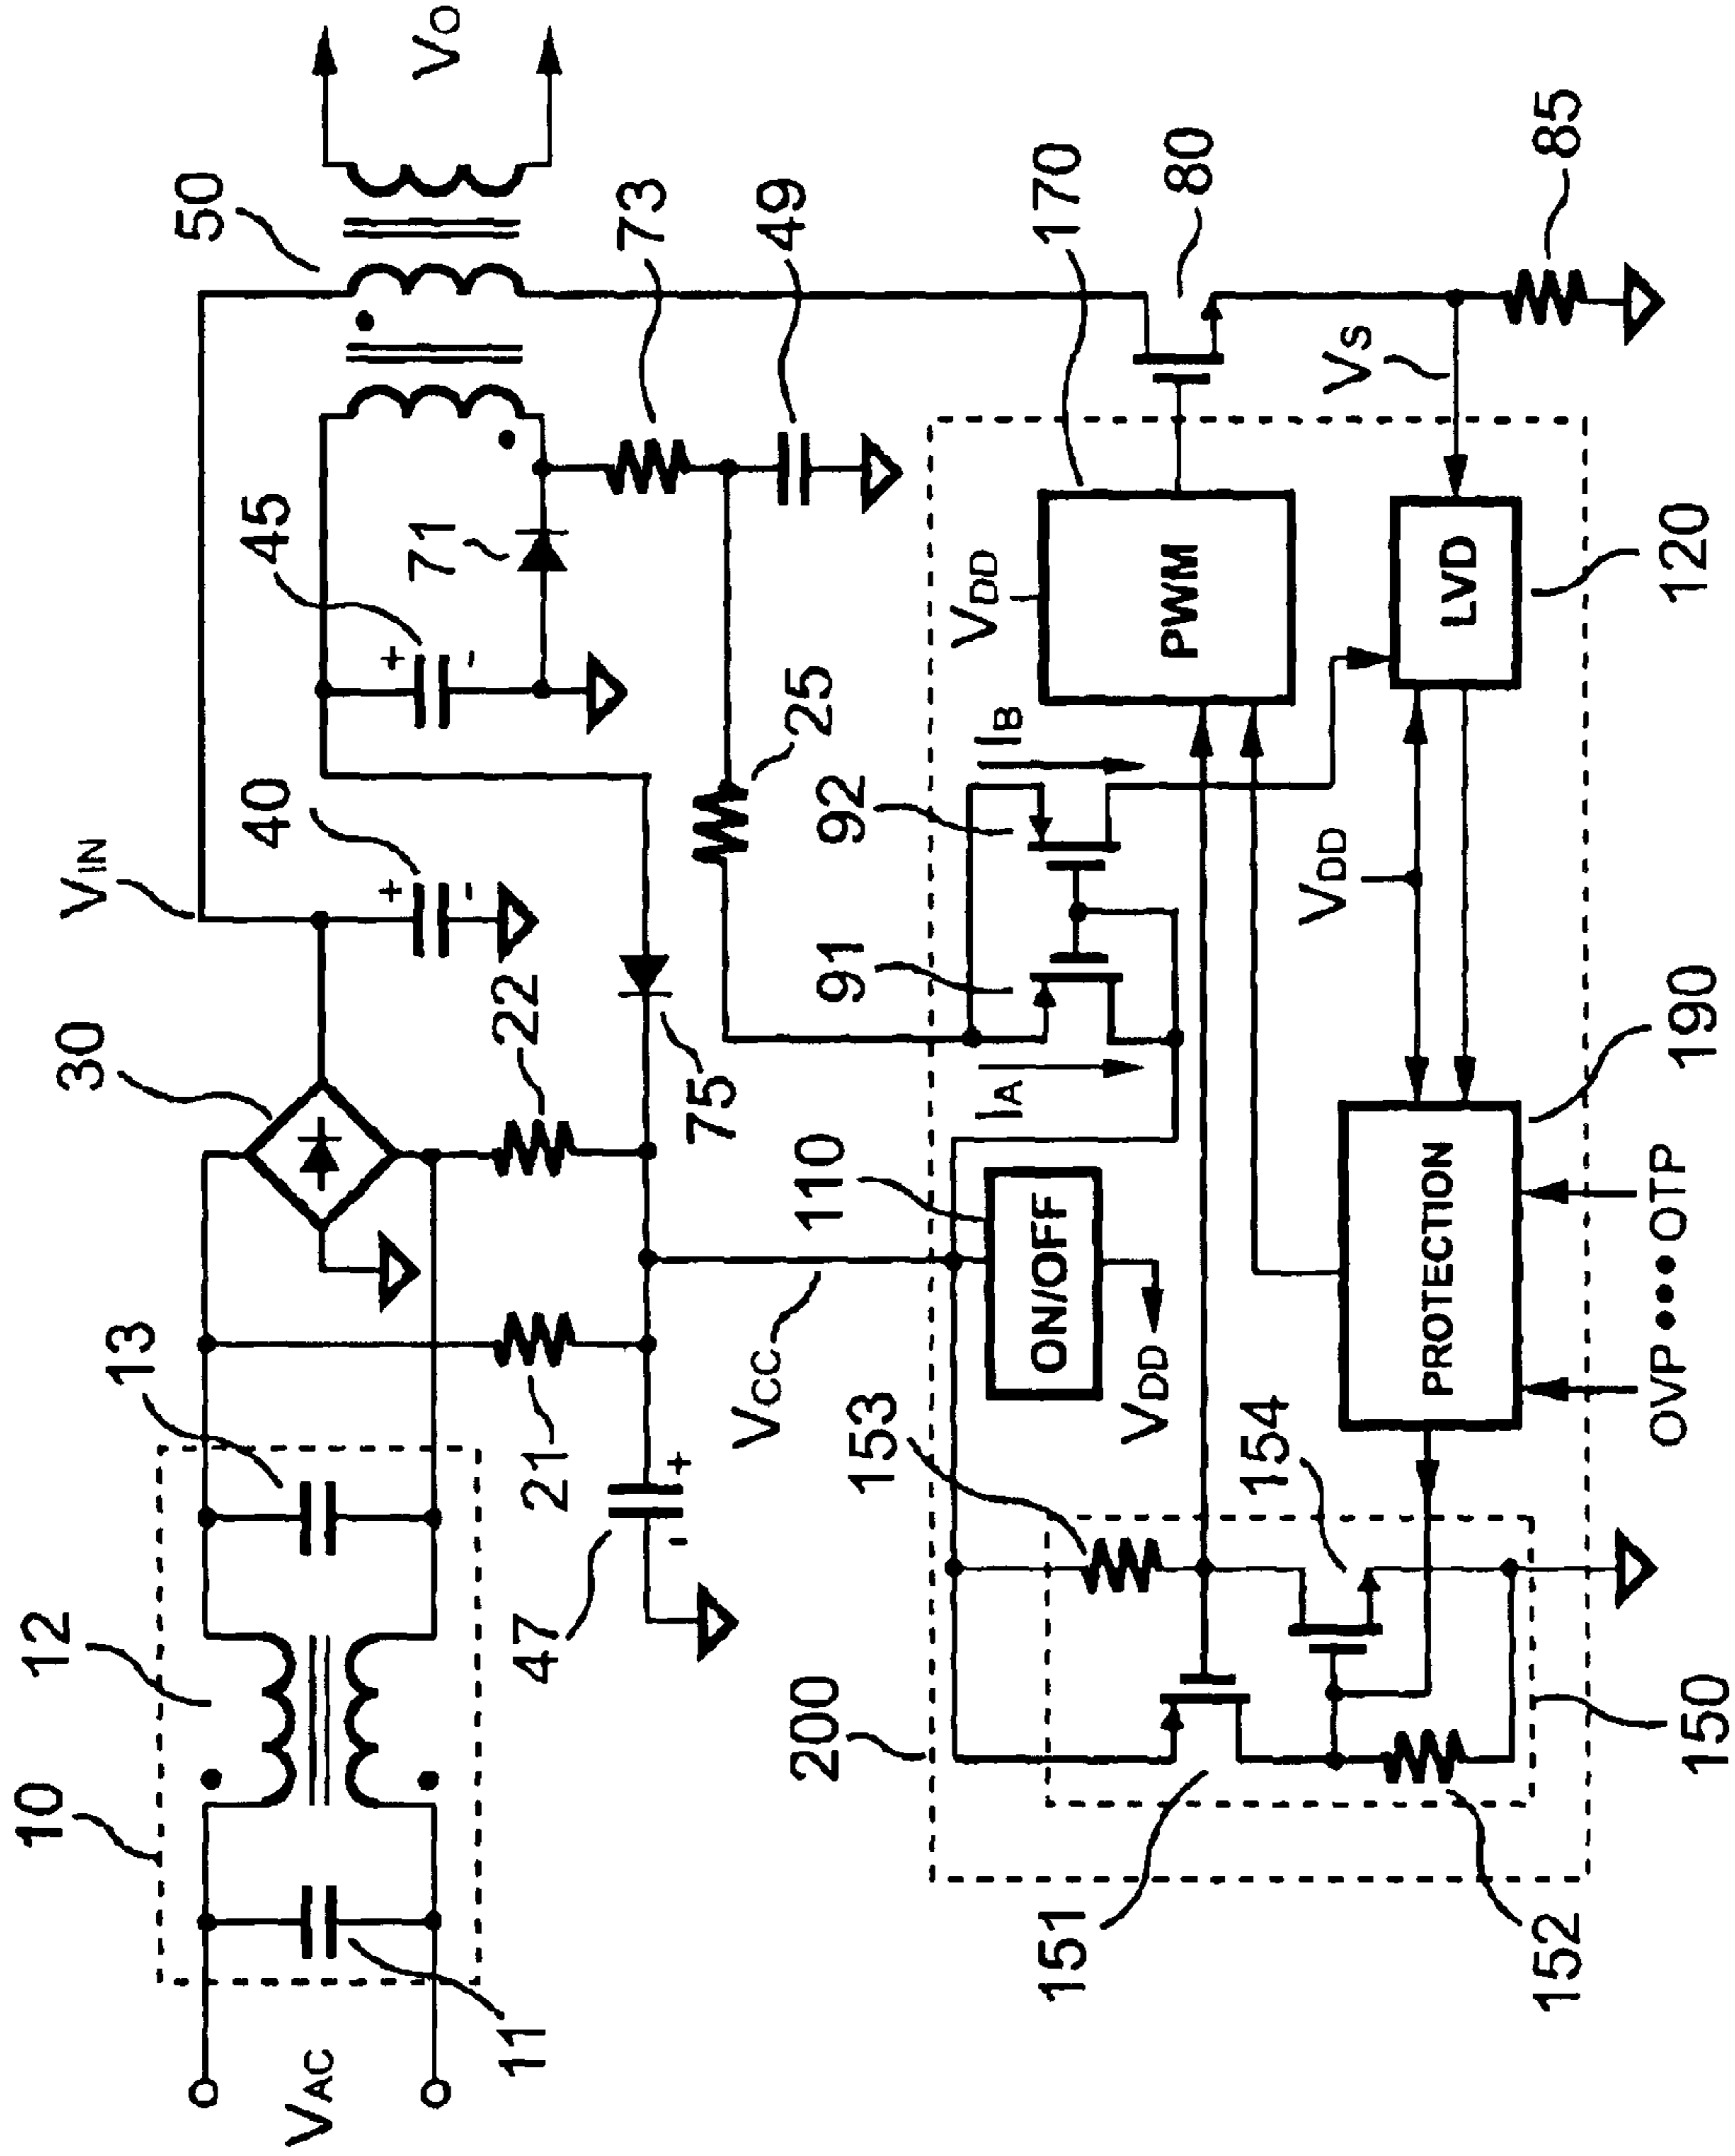 10
12
13
30
VIN
40
45
50
VO
VAC
11
47
21
22
75
71
73
49
25
VCC
110
91
92
170
80
85
200
153
154
ON/OFF
VDD
IA
IB
VDD
PWM
VS
151
152
150
PROTECTION
190
VDD
LVD
120
OVP•••OTP
+
-
+
-
+
-